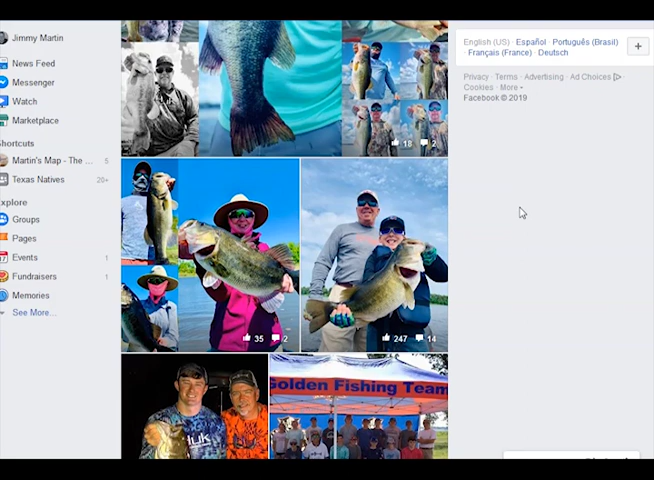 Jimmy Martin
News Feed
Messenger
Watch
Marketplace
Shortcuts
Martin's Map - The ... 5
Texas Natives 20+
Explore
Groups
Pages
Events 1
Fundraisers 1
Memories
See More...
18 2
35 2
247 14
HUK
Golden Fishing Team
English (US) · Español · Português (Brasil)
· Français (France) · Deutsch
Privacy · Terms · Advertising · Ad Choices ·
Cookies · More
Facebook © 2019